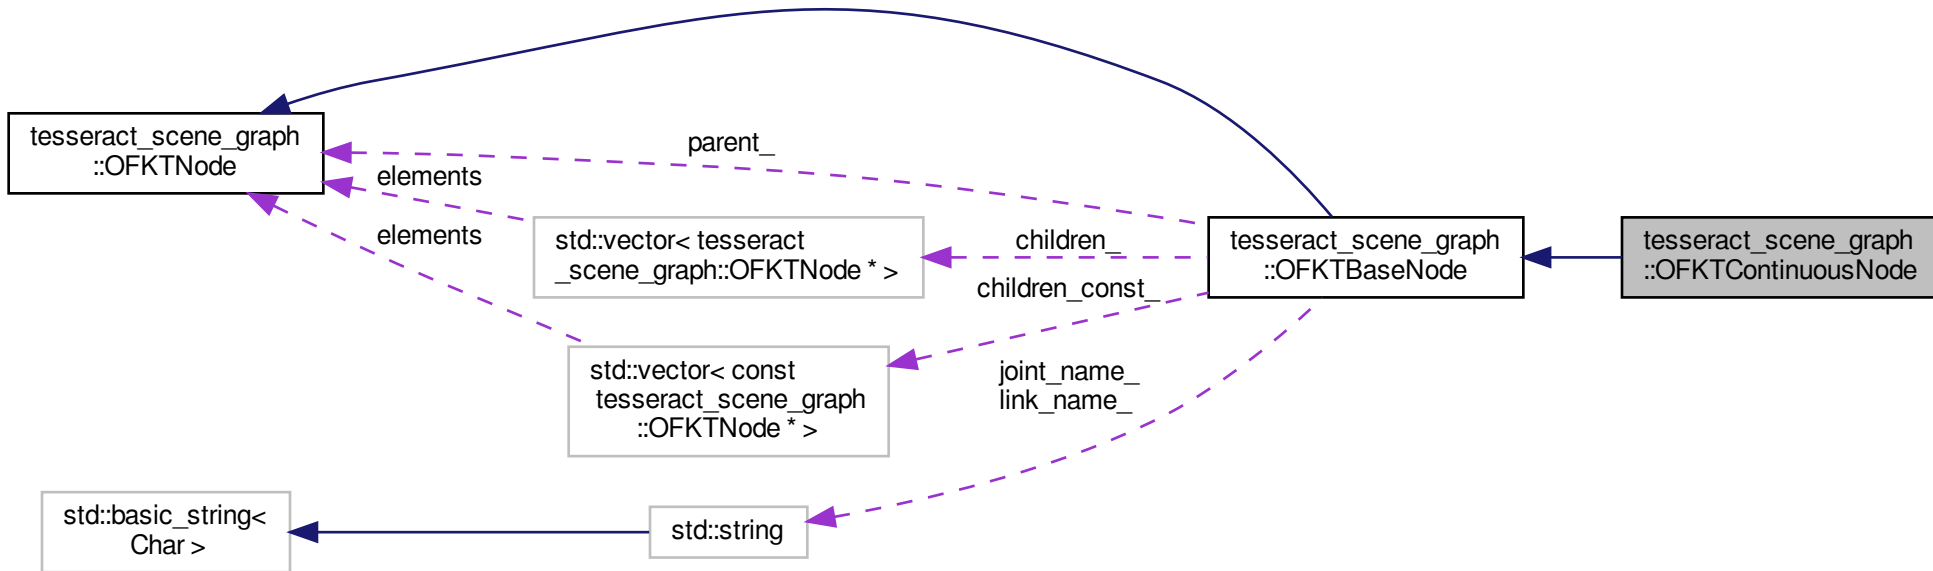 tesseract_scene_graph
::OFKTNode
parent_
elements
elements
std::vector< tesseract
_scene_graph::OFKTNode * >
children_
children_const_
tesseract_scene_graph
::OFKTBaseNode
tesseract_scene_graph
::OFKTContinuousNode
std::vector< const
tesseract_scene_graph
::OFKTNode * >
joint_name_
link_name_
std::basic_string<
Char >
std::string